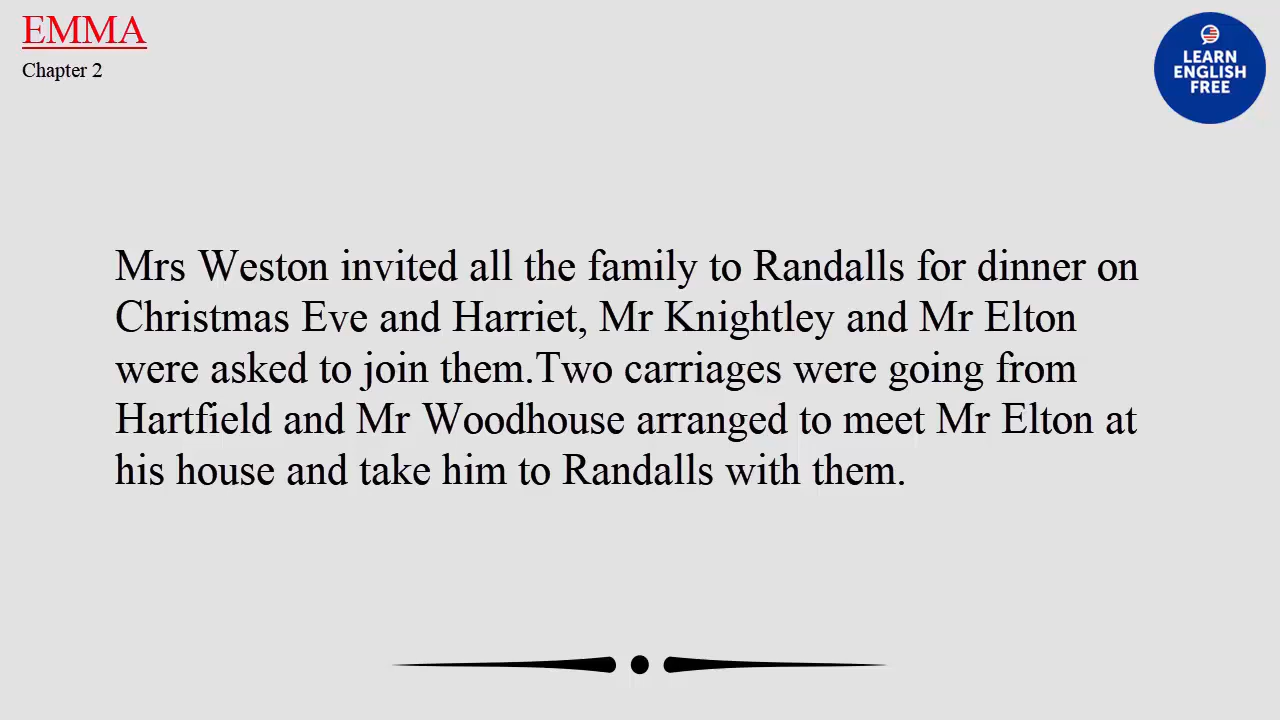 EMMA
Chapter 2
LEARN
ENGLISH
FREE
Mrs Weston invited all the family to Randalls for dinner on
Christmas Eve and Harriet, Mr Knightley and Mr Elton
were asked to join them.Two carriages were going from
Hartfield and Mr Woodhouse arranged to meet Mr Elton at
his house and take him to Randalls with them.